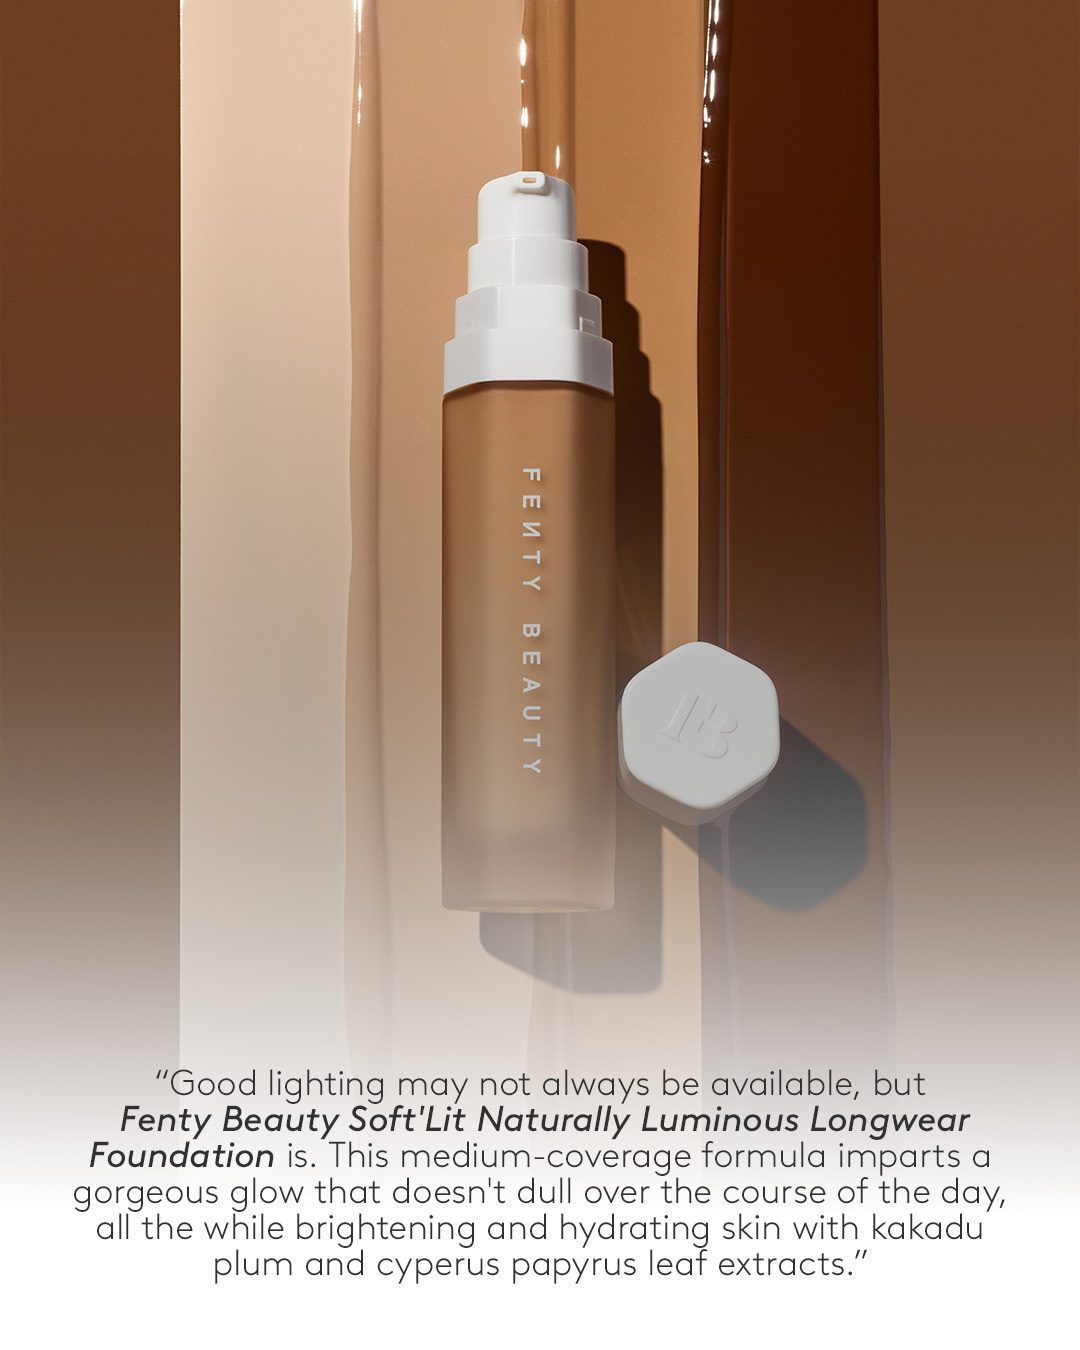 FEИTY BEAUTY
FB
“Good lighting may not always be available, but
Fenty Beauty Soft'Lit Naturally Luminous Longwear
Foundation is. This medium-coverage formula imparts a
gorgeous glow that doesn't dull over the course of the day,
all the while brightening and hydrating skin with kakadu
plum and cyperus papyrus leaf extracts.”